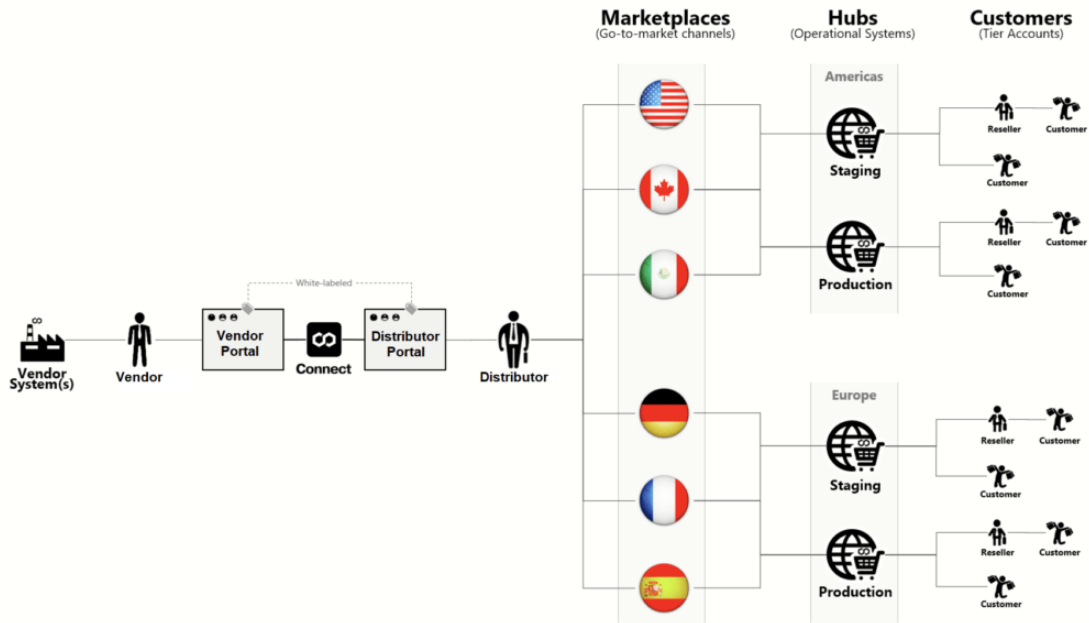 Marketplaces
(Go-to-market channels)
Hubs
(Operational Systems)
Customers
(Tier Accounts)
Americas
Staging
Reseller
Customer
Customer
Production
Reseller
Customer
Customer
White-labeled
Vendor
System(s)
Vendor
Vendor
Portal
Connect
Distributor
Portal
Distributor
Europe
Staging
Reseller
Customer
Customer
Production
Reseller
Customer
Customer